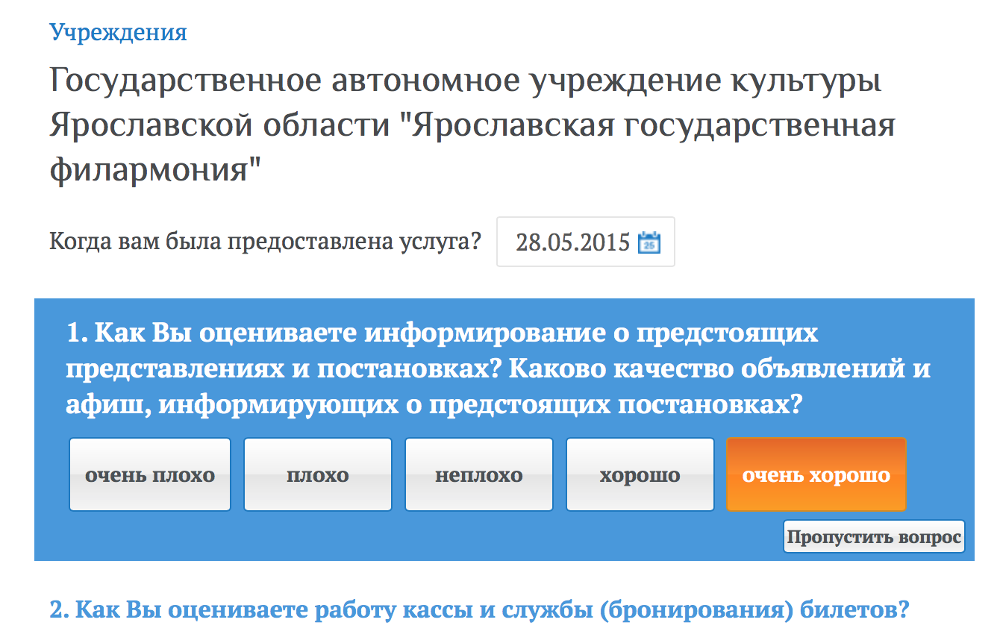 Учреждения
Государственное автономное учреждение культуры
Ярославской области "Ярославская государственная
филармония"
Когда вам была предоставлена услуга? 28.05.2015 25
1. Как Вы оцениваете информирование о предстоящих
представлениях и постановках? Каково качество объявлений и
афиш, информирующих о предстоящих постановках?
очень плохо плохо неплохо хорошо очень хорошо
Пропустить вопрос
2. Как Вы оцениваете работу кассы и службы (бронирования) билетов?